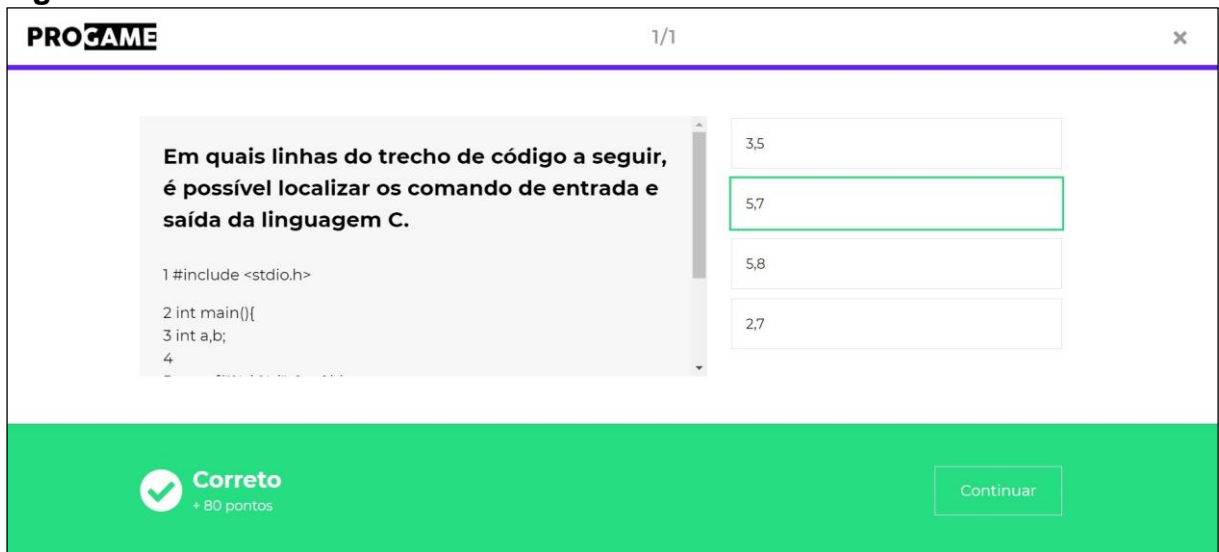 PROGAME
1/1
×
Em quais linhas do trecho de código a seguir,
é possível localizar os comando de entrada e
saída da linguagem C.
1 #include <stdio.h>
2 int main(){
3 int a,b;
4
3,5
5,7
5,8
2,7
Correto
+ 80 pontos
Continuar